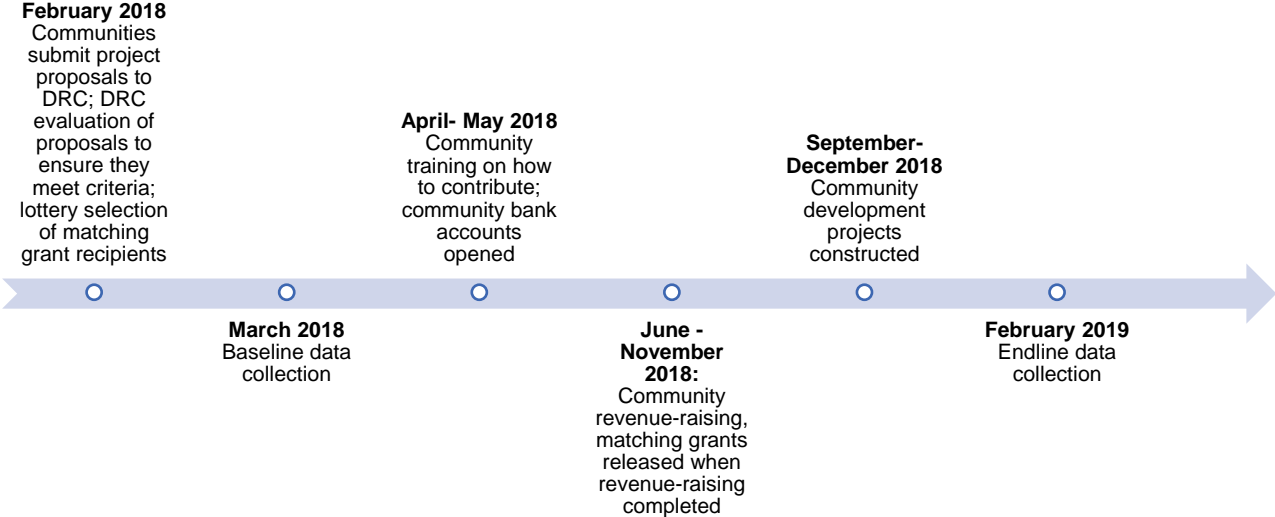 February 2018
Communities
submit project
proposals to
DRC; DRC
evaluation of
proposals to
ensure they
meet criteria;
lottery selection
of matching
grant recipients
March 2018
Baseline data
collection
April- May 2018
Community
training on how
to contribute;
community bank
accounts
opened
June -
November
2018:
Community
revenue-raising,
matching grants
released when
revenue-raising
completed
September-
December 2018
Community
development
projects
constructed
February 2019
Endline data
collection